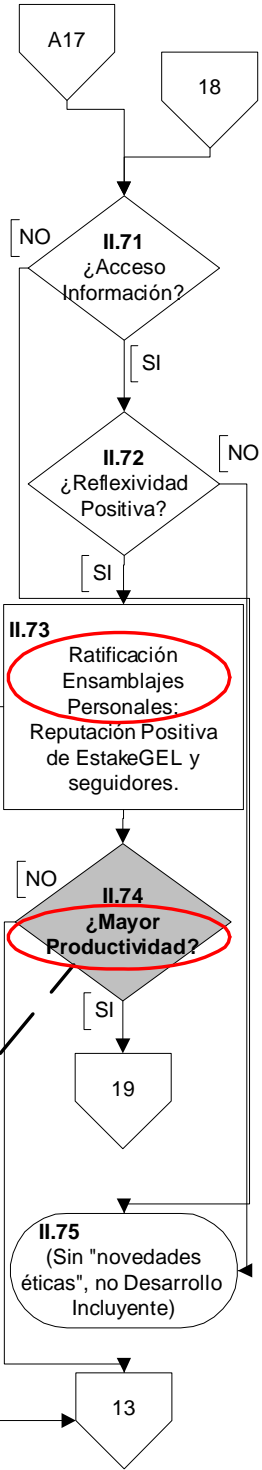 A17
18
NO
II.71
¿Acceso
Información?
SI
II.72
¿Reflexividad
Positiva?
NO
SI
II.73
Ratificación
Ensamblajes
Personales:
Reputación Positiva
de EstakeGEL y
seguidores.
NO
II.74
¿Mayor
Productividad?
SI
19
II.75
(Sin "novedades
éticas", no Desarrollo
Incluyente)
13